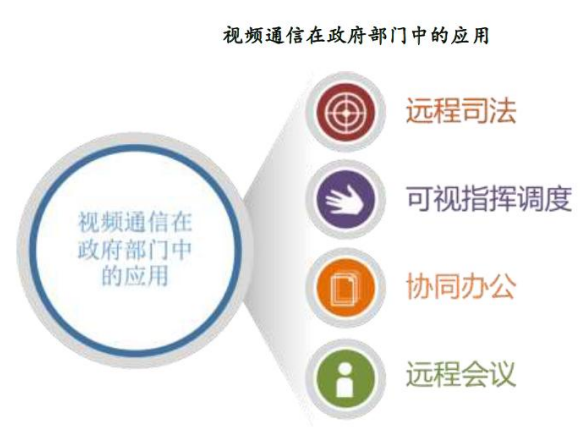 视频通信在政府部门中的应用
远程司法
可视指挥调度
视频通信在
政府部门中
的应用
协同办公
远程会议